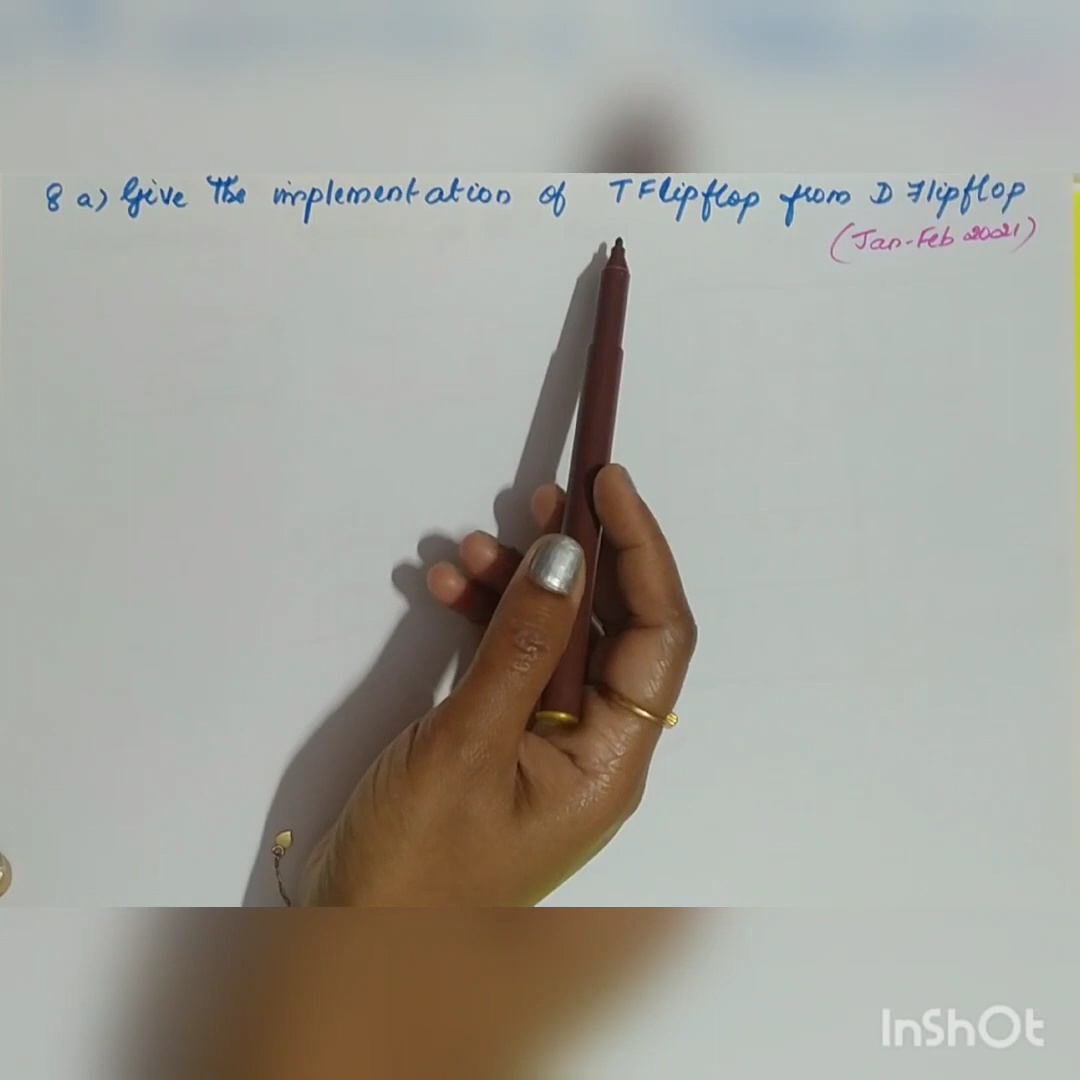 8 a) Give The implementation of T Flipflop from D Flipflop
(Jan-Feb 2021)
InShOt